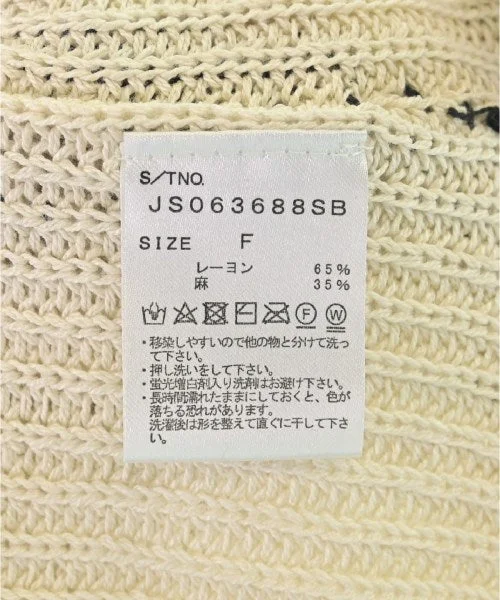 S/TNO.
JS063688SB
SIZE F
レーヨン 65%
麻 35%
F W
・移染しやすいので他の物と分けて洗っ
て下さい。
・押し洗いをして下さい。
・蛍光増白剤入り洗剤はお避け下さい。
・長時間濡れたままにしておくと、色が
落ちる恐れがあります。
洗濯後は形を整えて直ぐに干して下さ
い。